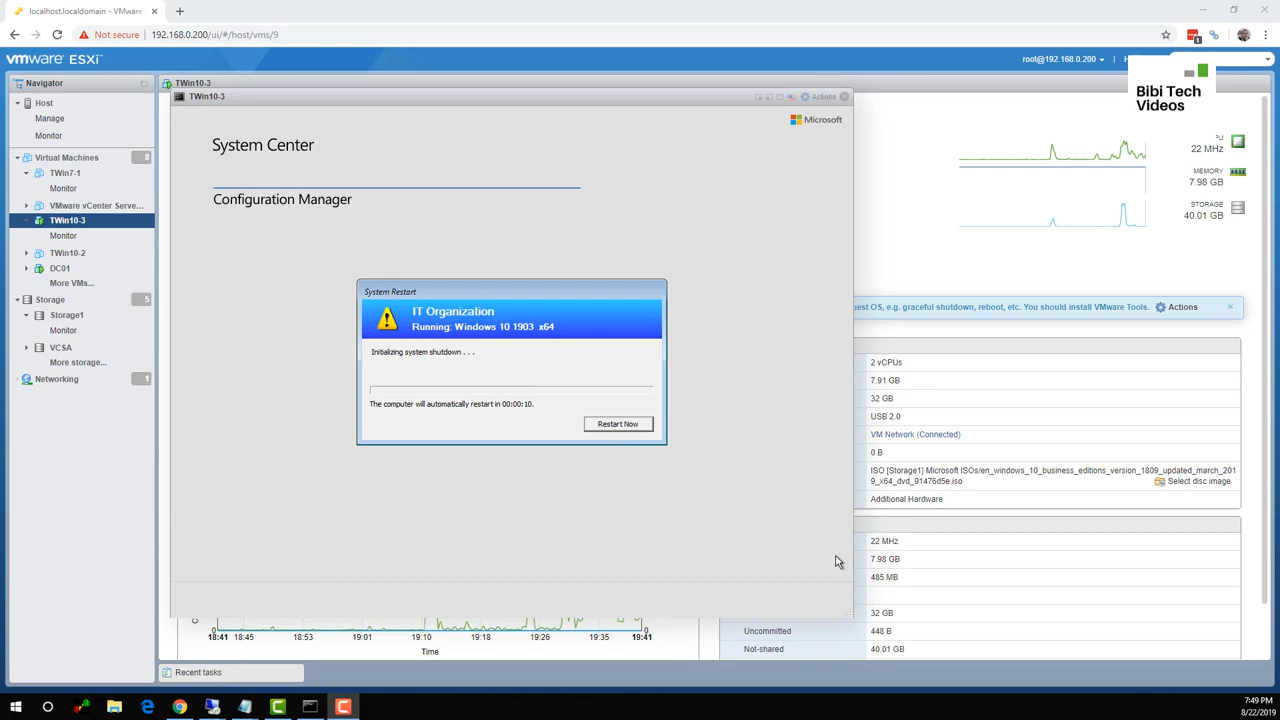 localhost.localdomain - VMware
Not secure
192.168.0.200/ui/#/host/vms/9
1
vmware ESXi
root@192.168.0.200
H
Bibi Tech
Videos
Navigator
Host
Manage
Monitor
Virtual Machines
8
TWin7-1
Monitor
VMware vCenter Serve...
TWin10-3
Monitor
TWin10-2
DC01
More VMs...
Storage
5
Storage1
Monitor
VCSA
More storage...
Networking
1
TWin10-3
TWin10-3
Actions
Microsoft
System Center
Configuration Manager
System Restart
IT Organization
Running: Windows 10 1903 x64
Initializing system shutdown . . .
The computer will automatically restart in 00:00:10.
Restart Now
22 MHz
MEMORY
7.98 GB
STORAGE
40.01 GB
uest OS, e.g. graceful shutdown, reboot, etc. You should install VMware Tools.
Actions
2 vCPUs
7.91 GB
32 GB
USB 2.0
VM Network (Connected)
0 B
ISO [Storage1] Microsoft ISOs/en_windows_10_business_editions_version_1809_updated_march_201
9_x64_dvd_91476d5e.iso
Select disc image
Additional Hardware
22 MHz
7.98 GB
485 MB
32 GB
Uncommitted
448 B
Not-shared
40.01 GB
0
0
18:41
18:45
18:53
19:01
19:10
19:18
19:26
19:35
19:41
Time
Recent tasks
7:49 PM
8/22/2019